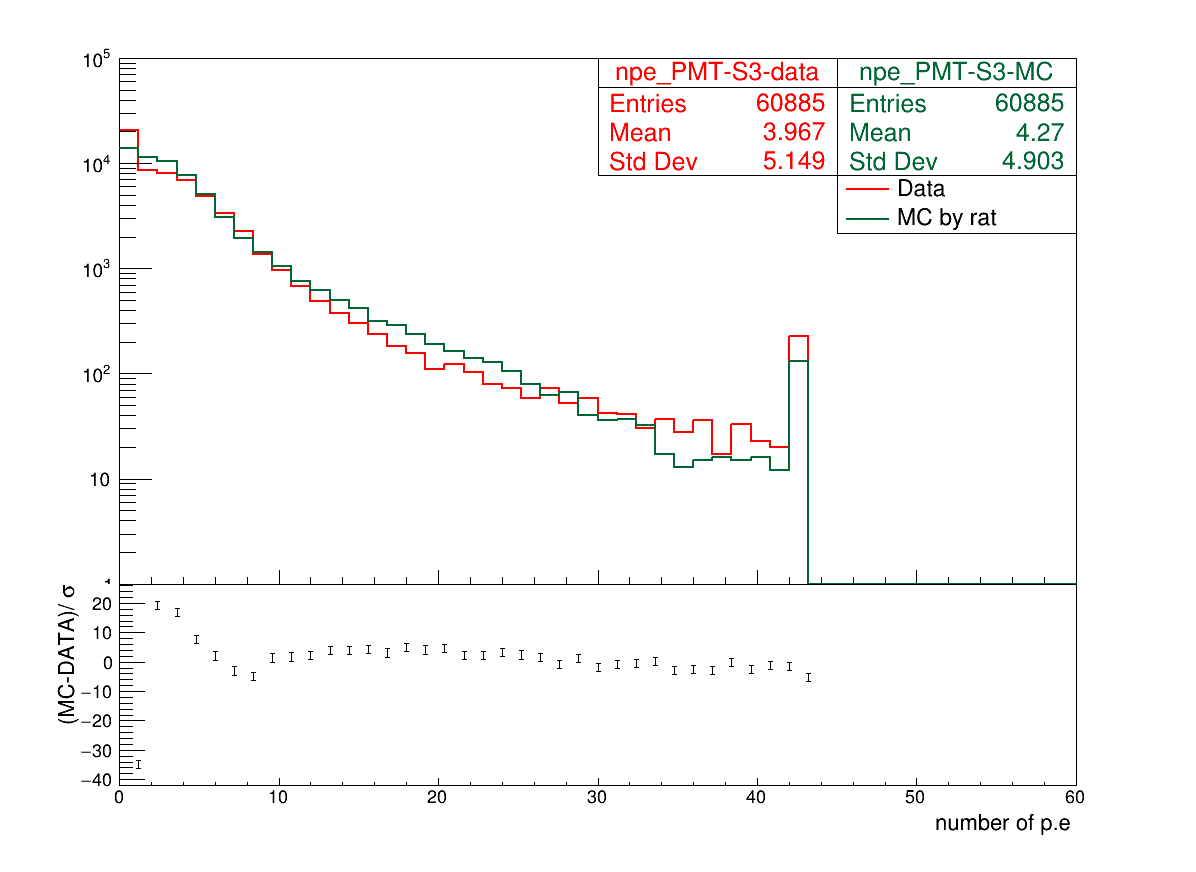 10^5
npe_PMT-S3-data
npe_PMT-S3-MC
Entries 60885
Entries 60885
Mean 3.967
Mean 4.27
Std Dev 5.149
Std Dev 4.903
10^4
Data
MC by rat
10^3
10^2
10
(MC-DATA)/ σ
20
10
0
−10
−20
−30
−40
0 10 20 30 40 50 60
number of p.e